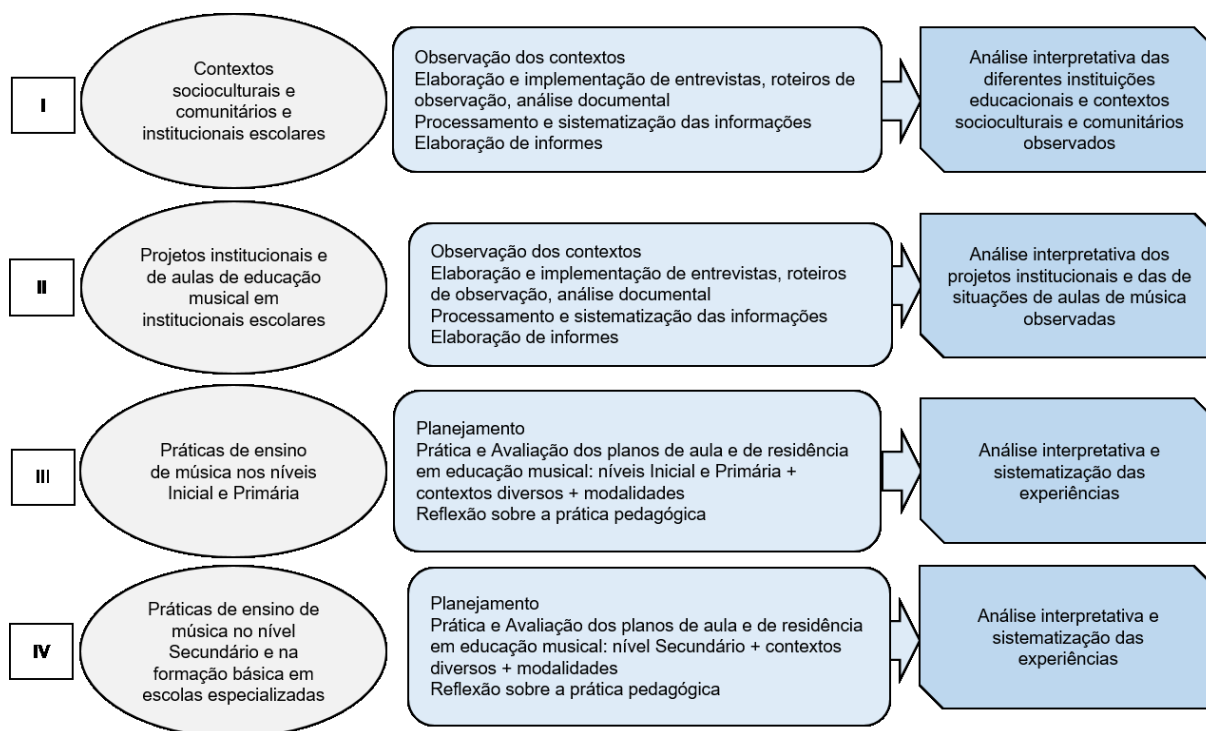 I
Contextos
socioculturais e
comunitários e
institucionais escolares
Observação dos contextos
Elaboração e implementação de entrevistas, roteiros de
observação, análise documental
Processamento e sistematização das informações
Elaboração de informes
Análise interpretativa das
diferentes instituições
educacionais e contextos
socioculturais e comunitários
observados
II
Projetos institucionais e
de aulas de educação
musical em
institucionais escolares
Observação dos contextos
Elaboração e implementação de entrevistas, roteiros
de observação, análise documental
Processamento e sistematização das informações
Elaboração de informes
Análise interpretativa dos
projetos institucionais e das de
situações de aulas de música
observadas
III
Práticas de ensino
de música nos níveis
Inicial e Primária
Planejamento
Prática e Avaliação dos planos de aula e de residência
em educação musical: níveis Inicial e Primária +
contextos diversos + modalidades
Reflexão sobre a prática pedagógica
Análise interpretativa e
sistematização das
experiências
IV
Práticas de ensino de
música no nível
Secundário e na
formação básica em
escolas especializadas
Planejamento
Prática e Avaliação dos planos de aula e de residência
em educação musical: nível Secundário + contextos
diversos + modalidades
Reflexão sobre a prática pedagógica
Análise interpretativa e
sistematização das
experiências